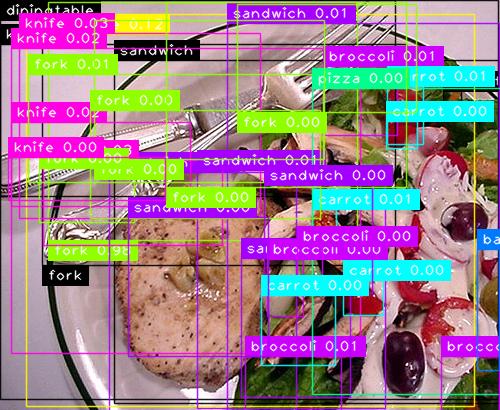 diningtable
sandwich 0.01
knife 0.03
0.12
knife 0.02
sandwich
broccoli 0.01
fork 0.01
pizza 0.00
rrot 0.01
fork 0.00
knife 0.02
carrot 0.00
fork 0.00
knife 0.00
sandwich 0.01
fork 0.00
sandwich 0.00
fork 0.00
carrot 0.01
sandwich 0.00
broccoli 0.00
fork 0.98
broccoli 0.00
fork
carrot 0.00
carrot 0.00
broccoli 0.01
brocc